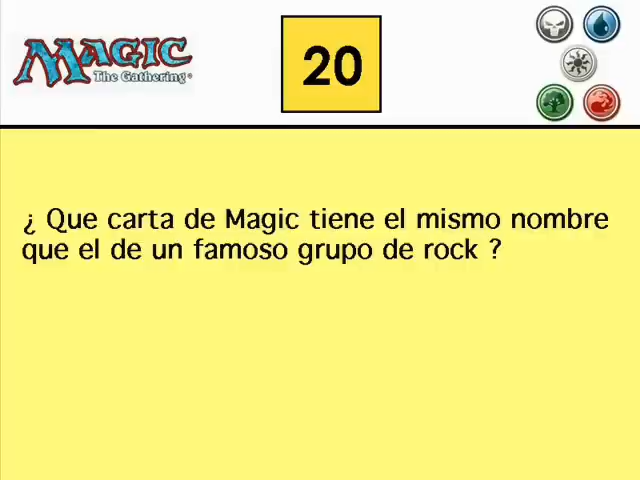 MAGIC
The Gathering®
20
¿ Que carta de Magic tiene el mismo nombre
que el de un famoso grupo de rock ?